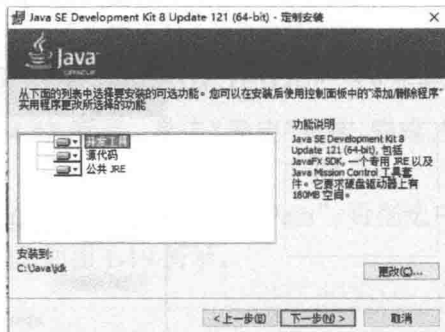 Java SE Development Kit 8 Update 121 (64-bit) - 定制安装
Java
ORACLE
从下面的列表中选择要安装的可选功能。您可以在安装后使用控制面板中的“添加/删除程序”
实用程序更改所选择的功能
开发工具
源代码
公共 JRE
功能说明
Java SE Development Kit 8
Update 121 (64-bit), 包括
JavaFX SDK, 一个专用 JRE 以及
Java Mission Control 工具套
件。它要求硬盘驱动器上有
180MB 空间。
安装到:
C:\Java\jdk
更改(C)...
<上一步(B)
下一步(N) >
取消